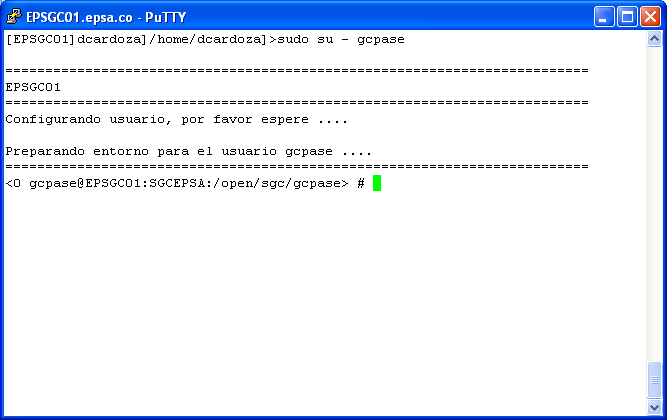 EPSGC01.epsa.co - PuTTY
[EPSGC01]dcardoza]/home/dcardoza]>sudo su - gcpase
=========================================================================
EPSGC01
=========================================================================
Configurando usuario, por favor espere ....
Preparando entorno para el usuario gcpase ....
=========================================================================
<0 gcpase@EPSGC01:SGCEPSA:/open/sgc/gcpase> #